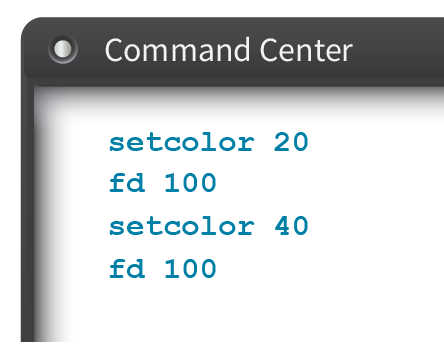 Command Center
setcolor 20
fd 100
setcolor 40
fd 100